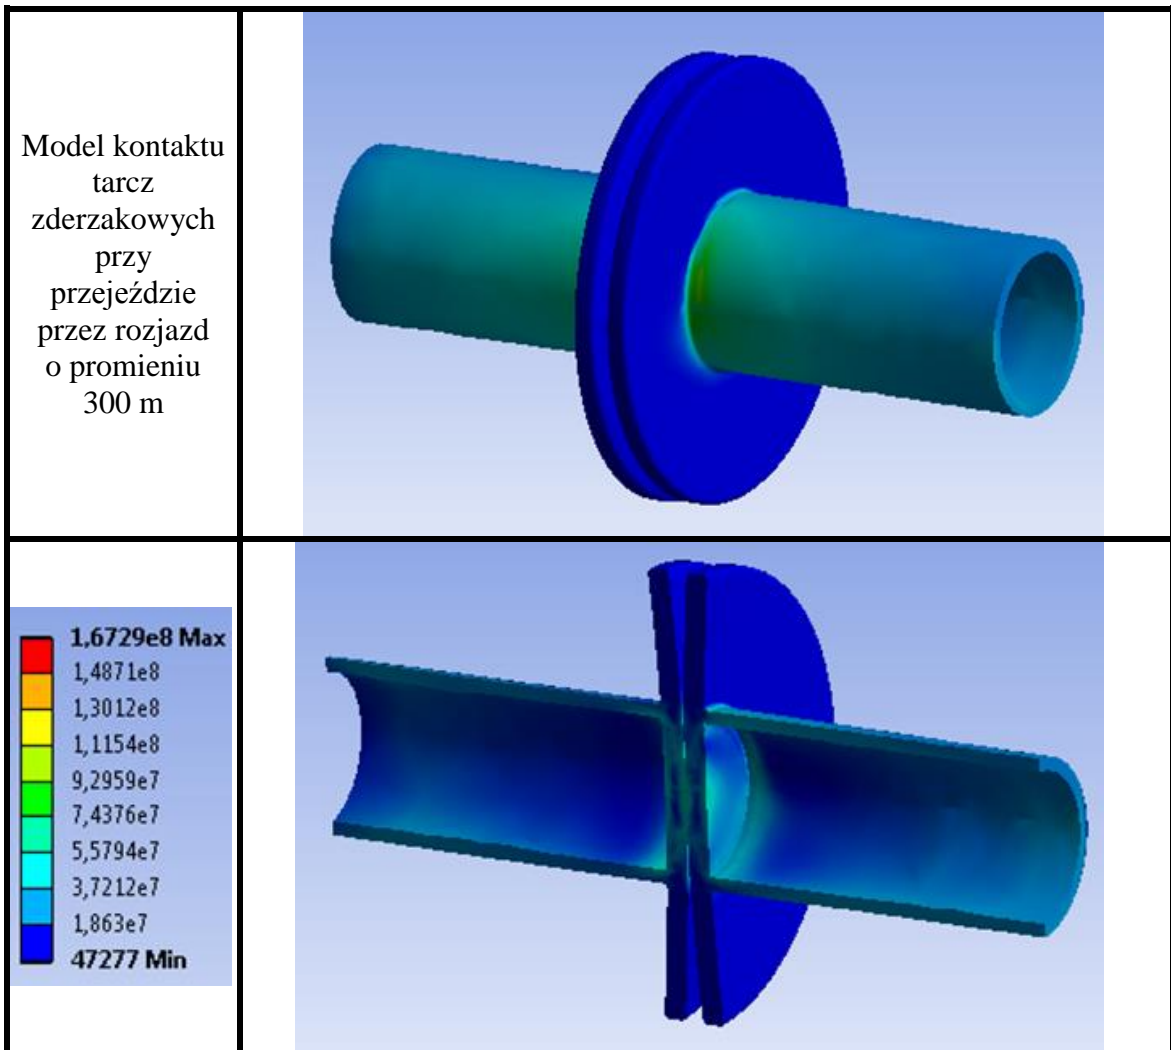 Model kontaktu
tarcz
zderzakowych
przy
przejeździe
przez rozjazd
o promieniu
300 m
1,6729e8 Max
1,4871e8
1,3012e8
1,1154e8
9,2959e7
7,4376e7
5,5794e7
3,7212e7
1,863e7
47277 Min